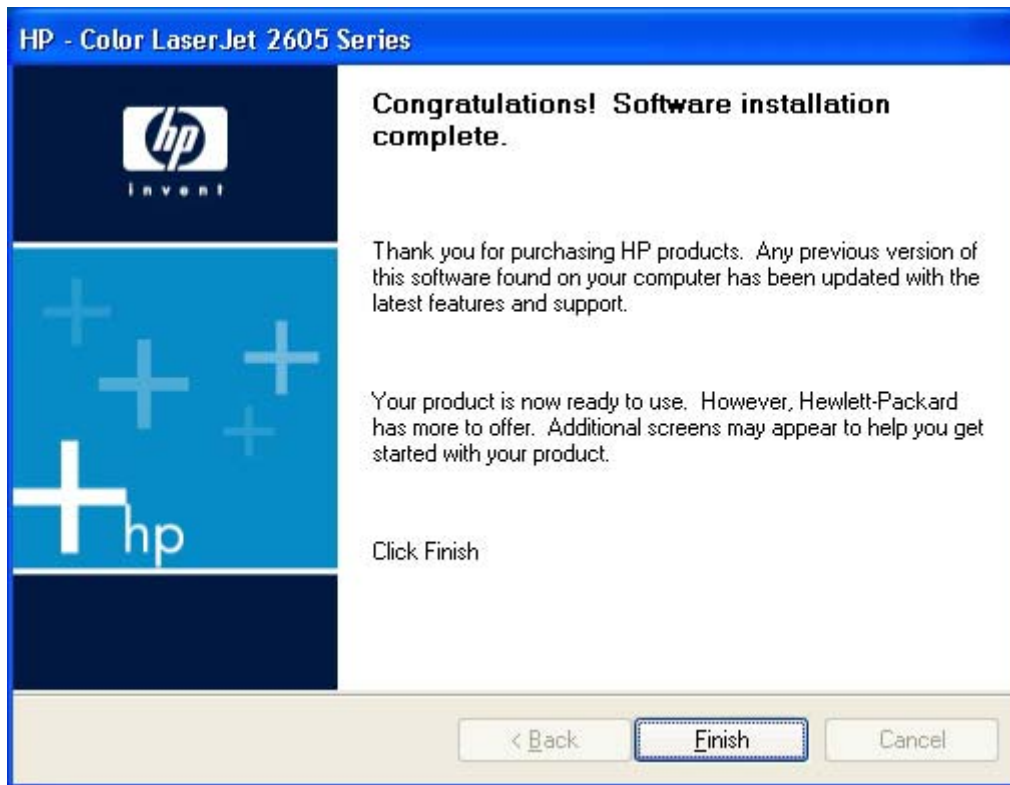 HP - Color LaserJet 2605 Series
hp
invent
Congratulations! Software installation
complete.
Thank you for purchasing HP products. Any previous version of
this software found on your computer has been updated with the
latest features and support.
Your product is now ready to use. However, Hewlett-Packard
has more to offer. Additional screens may appear to help you get
started with your product.
hp
Click Finish
< Back
Finish
Cancel